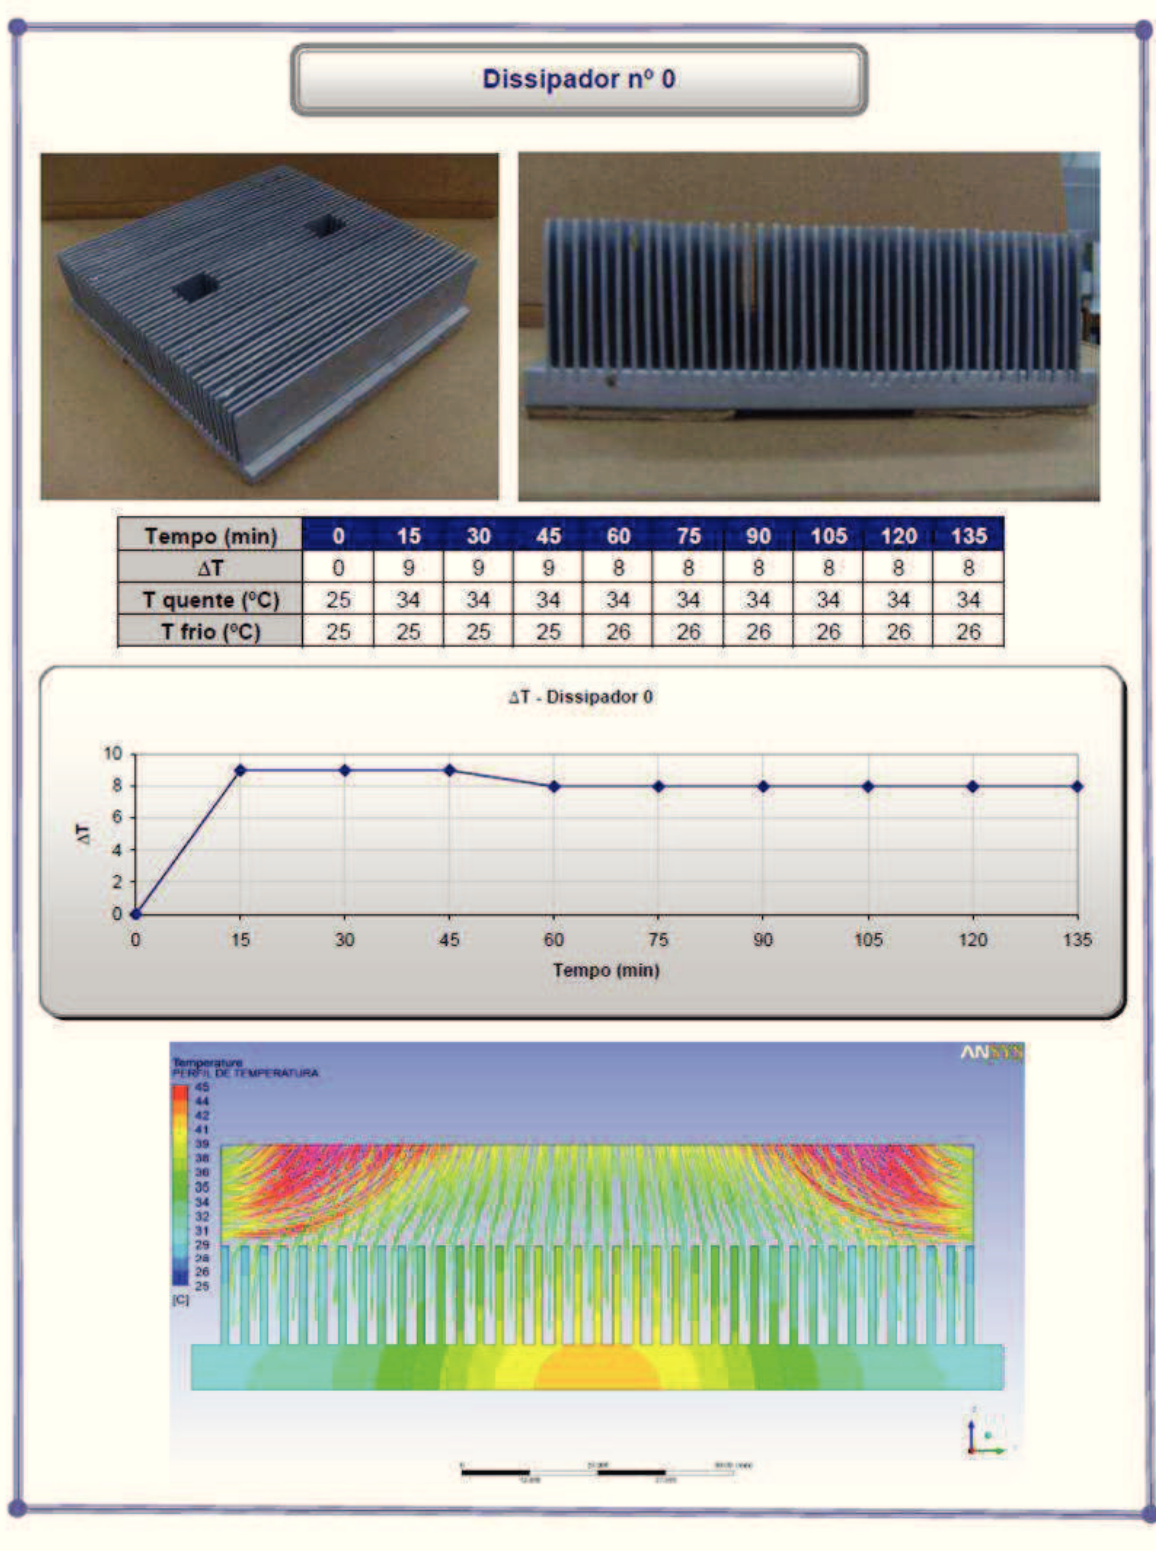 Dissipador nº 0
Tempo (min) 0 15 30 45 60 75 90 105 120 135
ΔT 0 9 9 9 8 8 8 8 8 8
T quente (ºC) 25 34 34 34 34 34 34 34 34 34
T frio (ºC) 25 25 25 25 26 26 26 26 26 26
ΔT - Dissipador 0
10
8
6
4
2
0
ΔT
0 15 30 45 60 75 90 105 120 135
Tempo (min)
ANSYS
Temperature
PERFIL DE TEMPERATURA
45
44
42
41
39
38
36
35
34
32
31
29
28
26
25
[C]
0